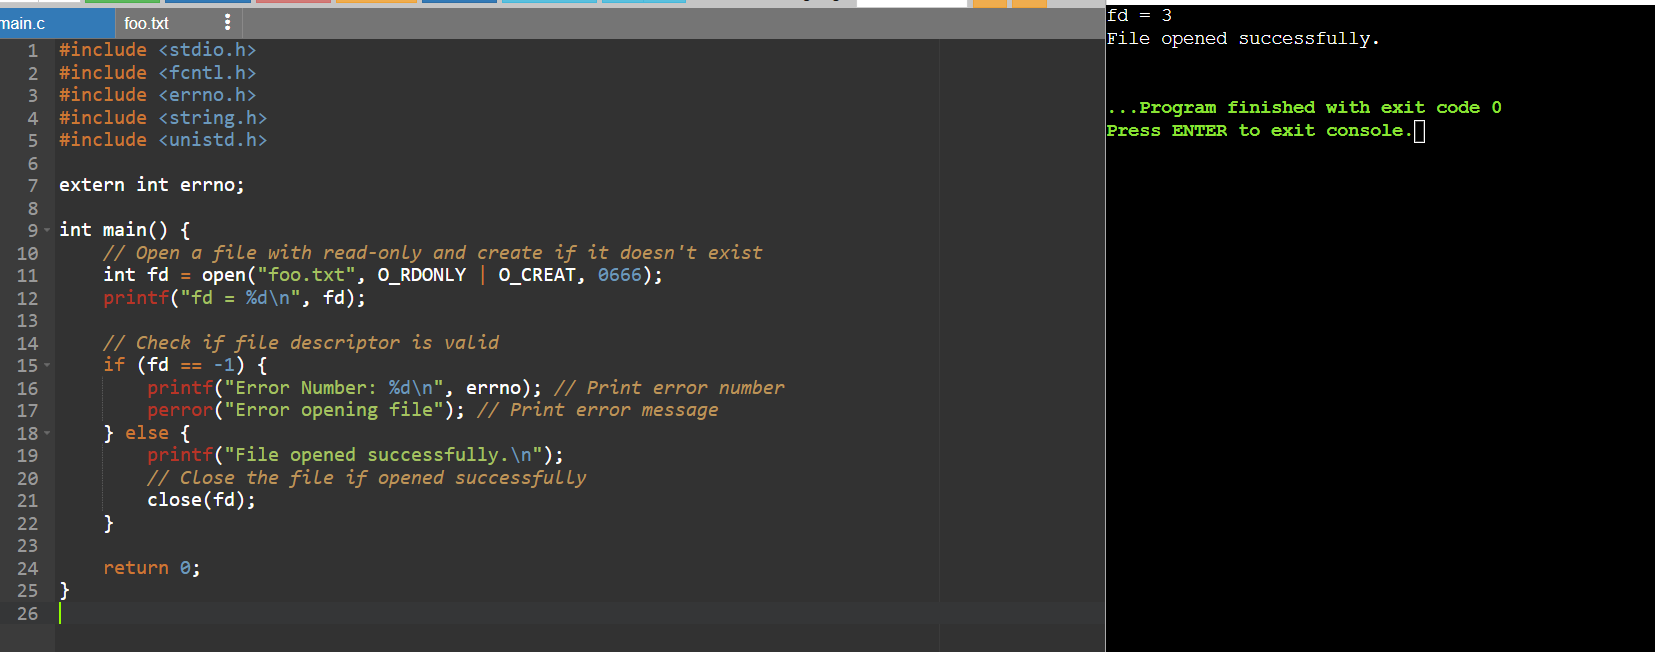 main.c
foo.txt
1 #include <stdio.h>
2 #include <fcntl.h>
3 #include <errno.h>
4 #include <string.h>
5 #include <unistd.h>
6
7 extern int errno;
8
9 int main() {
10     // Open a file with read-only and create if it doesn't exist
11     int fd = open("foo.txt", O_RDONLY | O_CREAT, 0666);
12     printf("fd = %d\n", fd);
13
14     // Check if file descriptor is valid
15     if (fd == -1) {
16         printf("Error Number: %d\n", errno); // Print error number
17         perror("Error opening file"); // Print error message
18     } else {
19         printf("File opened successfully.\n");
20         // Close the file if opened successfully
21         close(fd);
22     }
23
24     return 0;
25 }
26
fd = 3
File opened successfully.
...Program finished with exit code 0
Press ENTER to exit console.